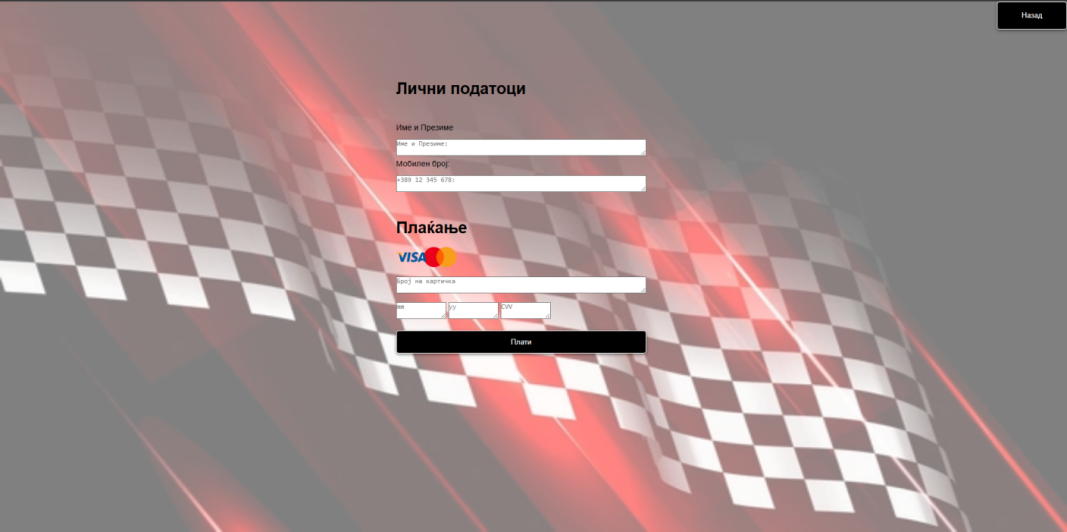 Назад
Лични податоци
Име и Презиме
Име и Презиме:
Мобилен број:
+389 12 345 678:
Плаќање
VISA
Број на картичка
мм
yy
CVV
Плати